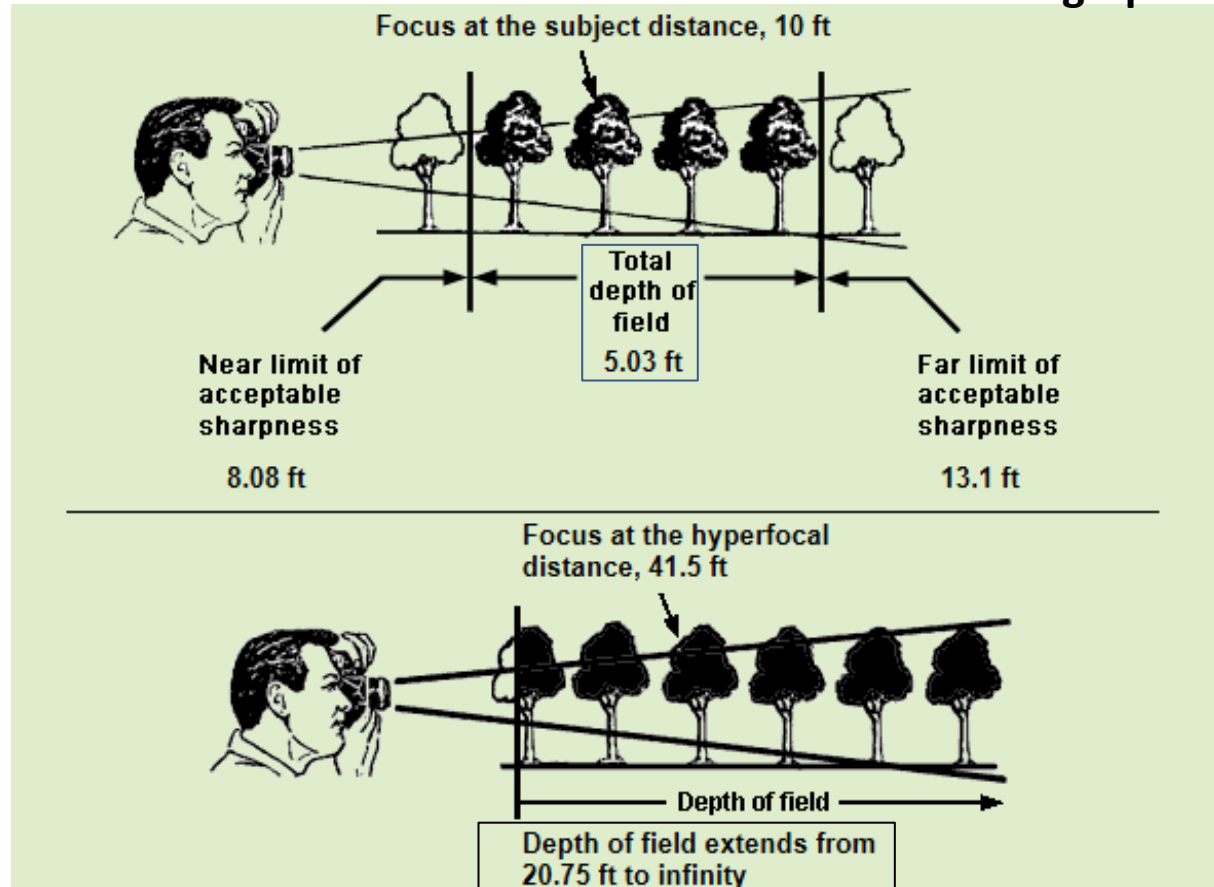 Focus at the subject distance, 10 ft
Total
depth of
field
5.03 ft
Near limit of
acceptable
sharpness
8.08 ft
Far limit of
acceptable
sharpness
13.1 ft
Focus at the hyperfocal
distance, 41.5 ft
Depth of field
Depth of field extends from
20.75 ft to infinity